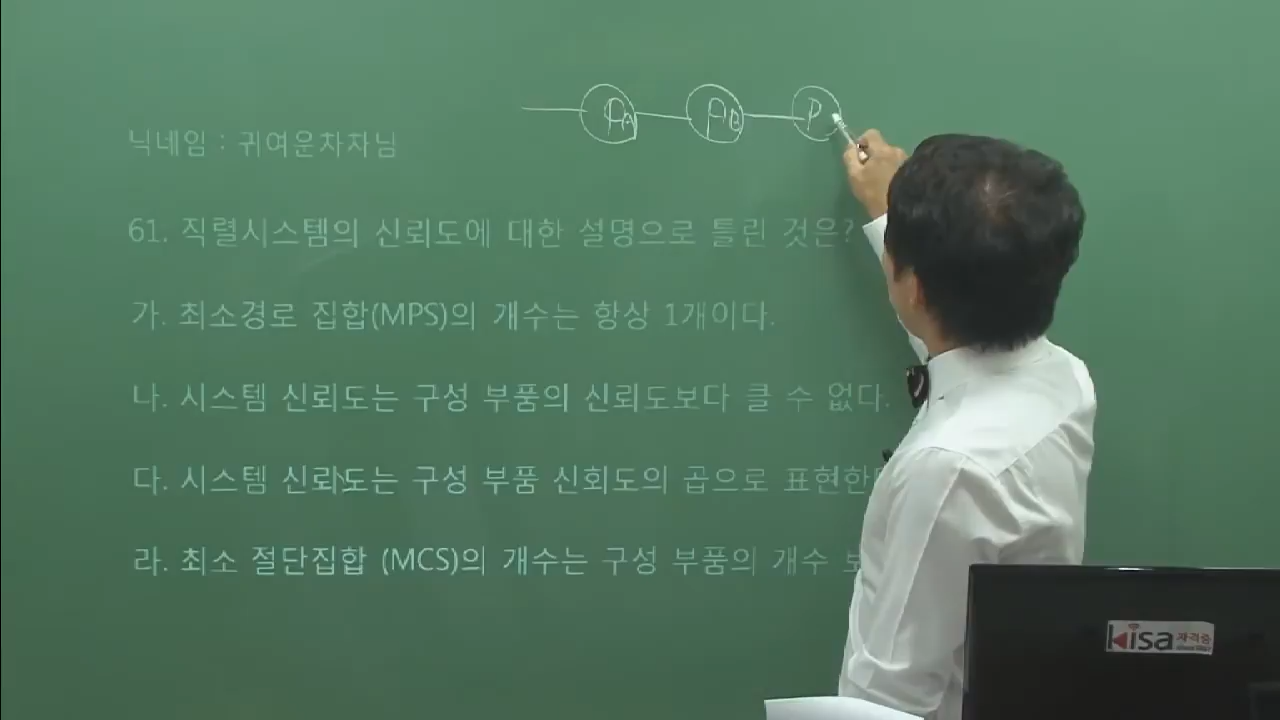 PA PB P
닉네임 : 귀여운차차님
61. 직렬시스템의 신뢰도에 대한 설명으로 틀린 것은?
가. 최소경로 집합(MPS)의 개수는 항상 1개이다.
나. 시스템 신뢰도는 구성 부품의 신뢰도보다 클 수 없다.
다. 시스템 신뢰도는 구성 부품 신회도의 곱으로 표현한
라. 최소 절단집합 (MCS)의 개수는 구성 부품의 개수
kisa 자격증